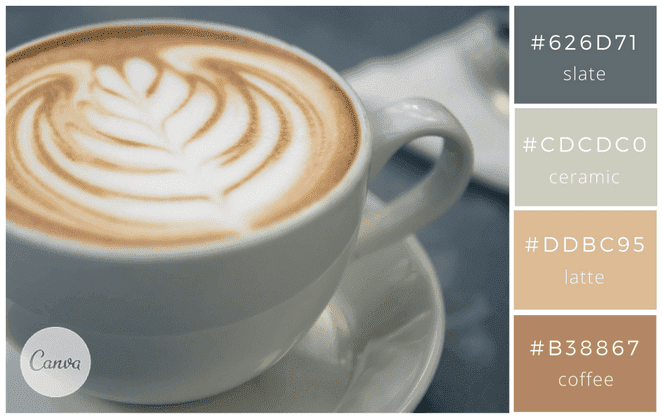 #626D71
slate
#CDCDC0
ceramic
#DDBC95
latte
#B38867
coffee
Canva